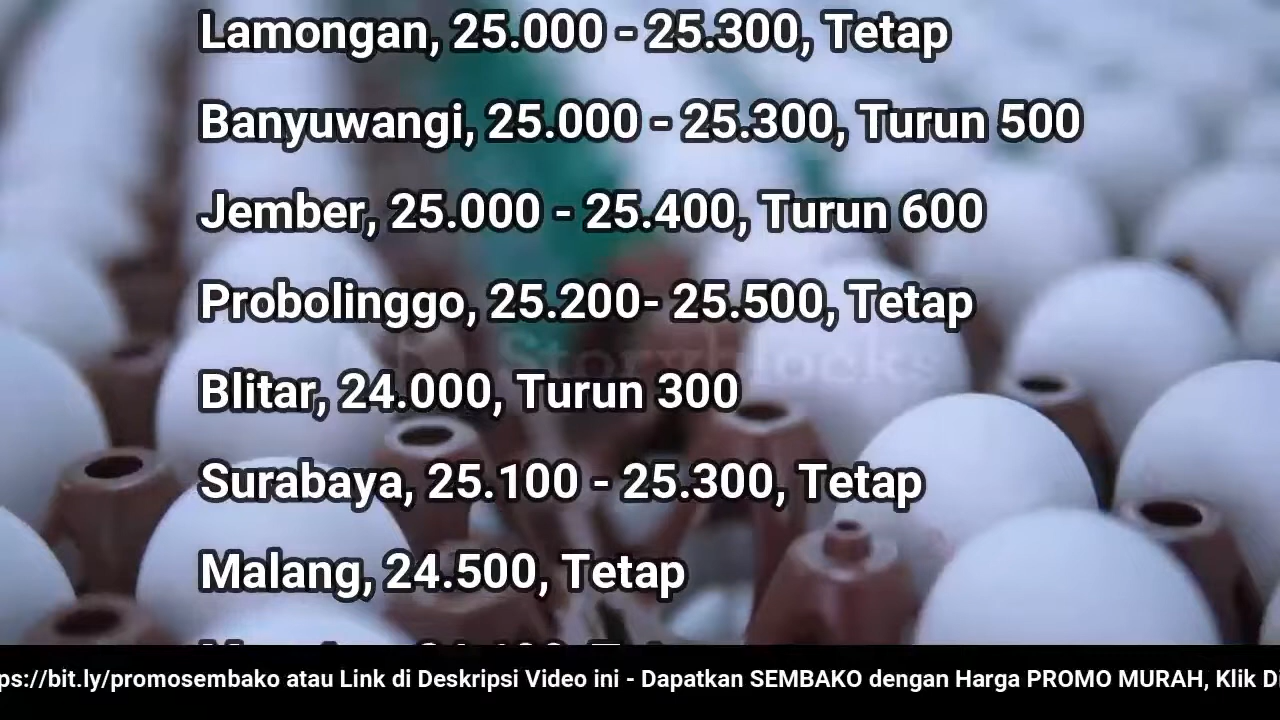 Lamongan, 25.000 - 25.300, Tetap
Banyuwangi, 25.000 - 25.300, Turun 500
Jember, 25.000 - 25.400, Turun 600
Probolinggo, 25.200- 25.500, Tetap
Storyblocks
Blitar, 24.000, Turun 300
Surabaya, 25.100 - 25.300, Tetap
Malang, 24.500, Tetap
ps://bit.ly/promosembako atau Link di Deskripsi Video ini - Dapatkan SEMBAKO dengan Harga PROMO MURAH, Klik Di